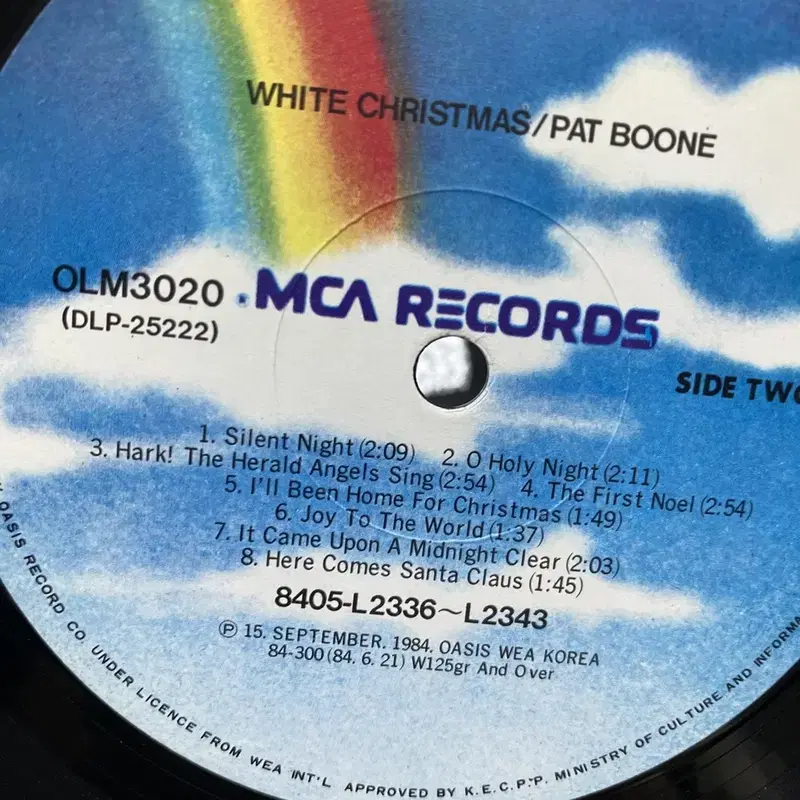 WHITE CHRISTMAS/PAT BOONE
OLM3020
(DLP-25222)
MCA RECORDS
SIDE TWO
1. Silent Night (2:09) 2. O Holy Night (2:11)
3. Hark! The Herald Angels Sing (2:54) 4. The First Noel (2:54)
5. I'll Been Home For Christmas (1:49)
6. Joy To The World (1:37)
7. It Came Upon A Midnight Clear (2:03)
8. Here Comes Santa Claus (1:45)
8405-L2336~L2343
℗ 15. SEPTEMBER. 1984. OASIS WEA KOREA
84-300 (84. 6. 21) W125gr And Over
OASIS RECORD CO. UNDER LICENCE FROM WEA INT'L APPROVED BY K.E.C.P.P. MINISTRY OF CULTURE AND